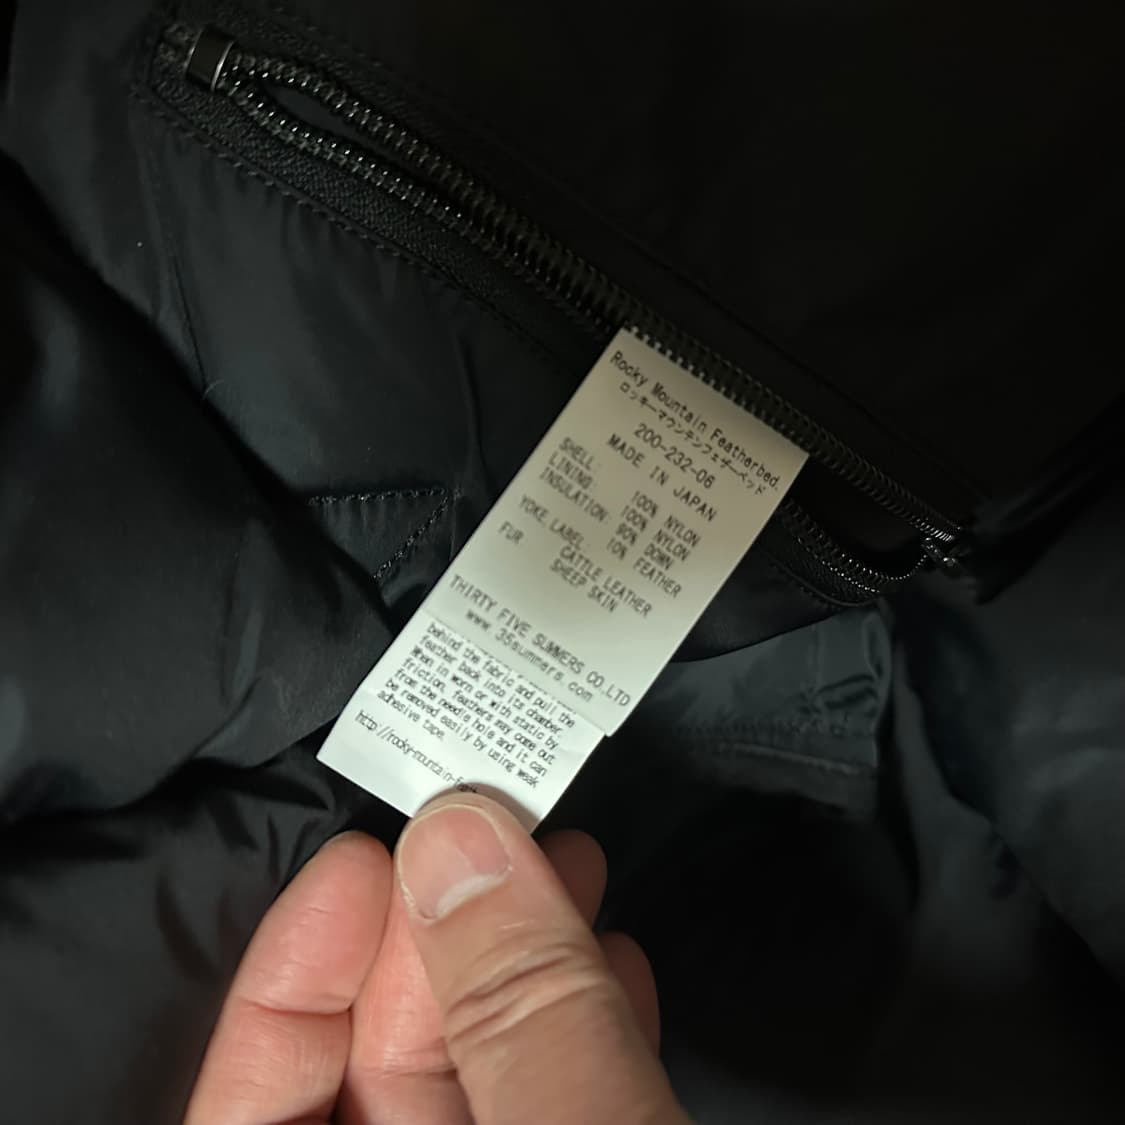 Rocky Mountain Featherbed.
ロッキーマウンテンフェザーベッド
200-232-06
MADE IN JAPAN
SHELL: 100% NYLON
LINING: 100% NYLON
INSULATION: 90% DOWN
10% FEATHER
YOKE, LABEL: CATTLE LEATHER
FUR: SHEEP SKIN
THIRTY FIVE SUMMERS CO.LTD
www.35summers.com
behind the fabric and pull the
feather back into its chamber.
When in worn or with static by
friction, feathers may come out
from the needle hole and it can
be removed easily by using weak
adhesive tape.
http://rocky-mountain-feath